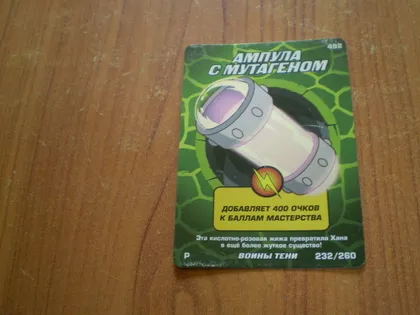 488
АМПУЛА
С МУТАГЕНОМ
ДОБАВЛЯЕТ 400 ОЧКОВ
К БАЛЛАМ МАСТЕРСТВА
Эта кислотно-розовая жижа превратила Хана
в ещё более жуткое существо!
Р ВОИНЫ ТЕНИ 232/260